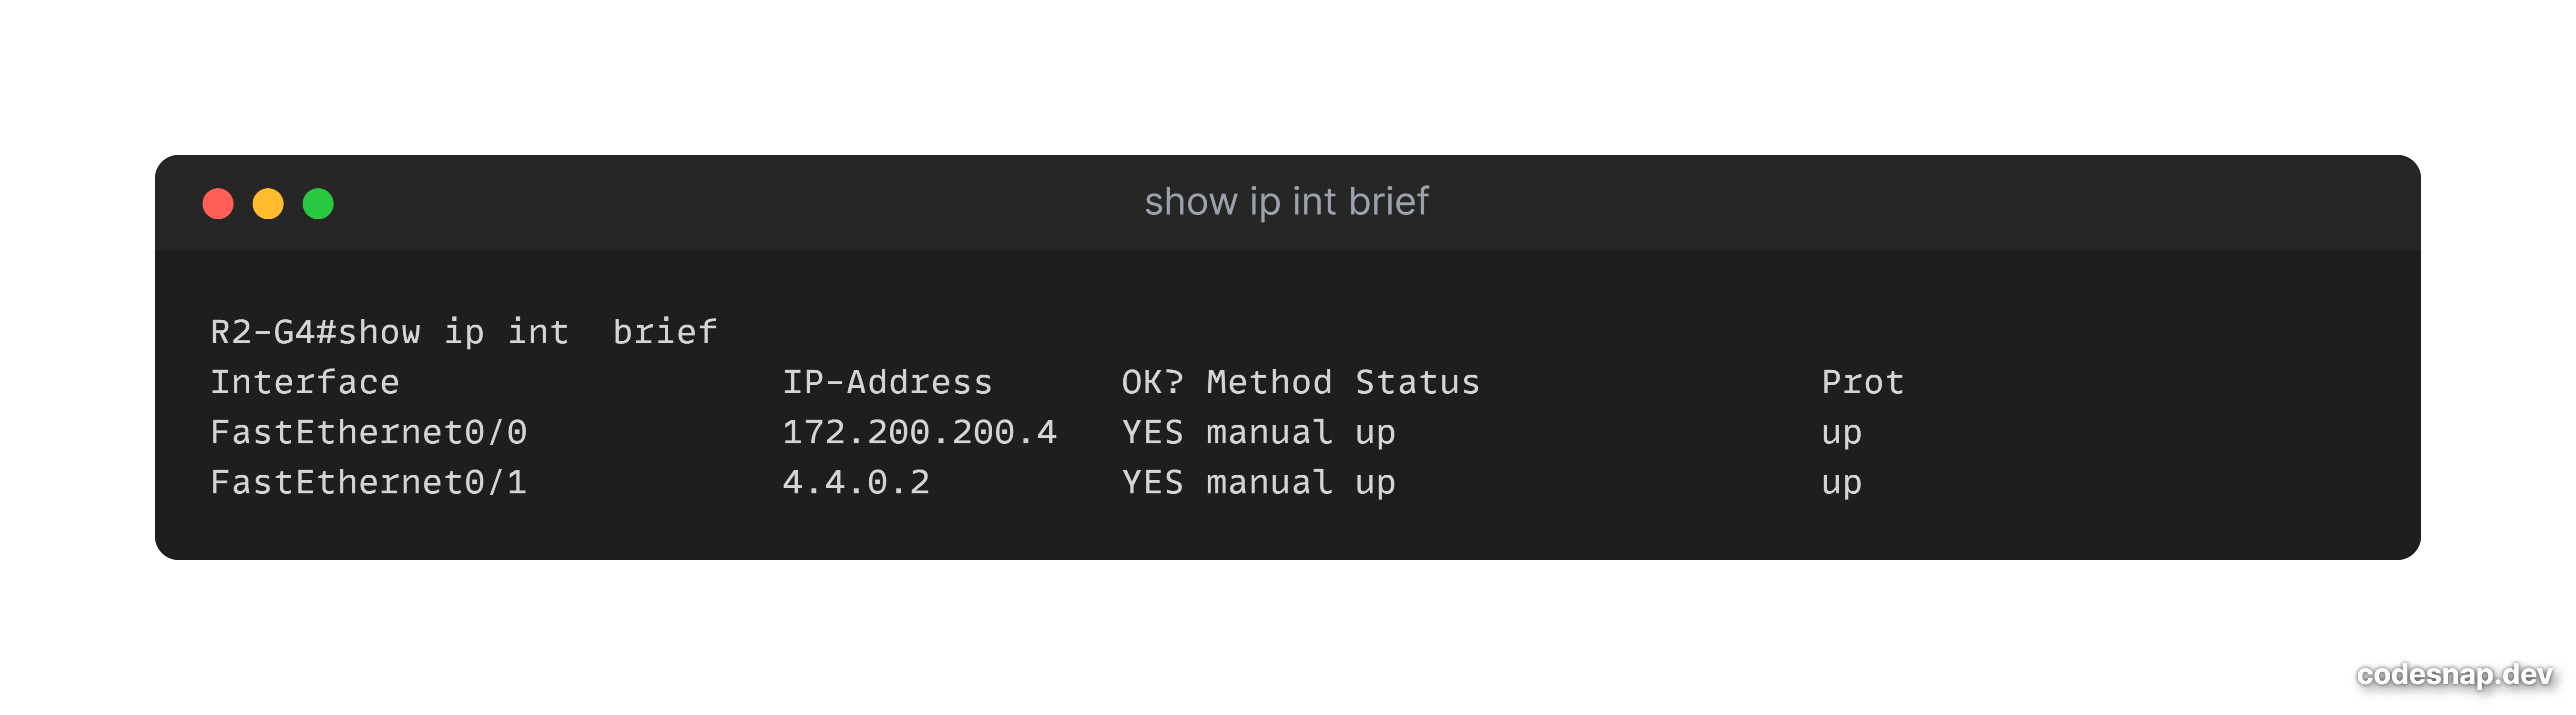 show ip int brief
R2-G4#show ip int  brief
Interface                  IP-Address      OK? Method Status                Prot
FastEthernet0/0            172.200.200.4   YES manual up                    up
FastEthernet0/1            4.4.0.2         YES manual up                    up
codesnap.dev